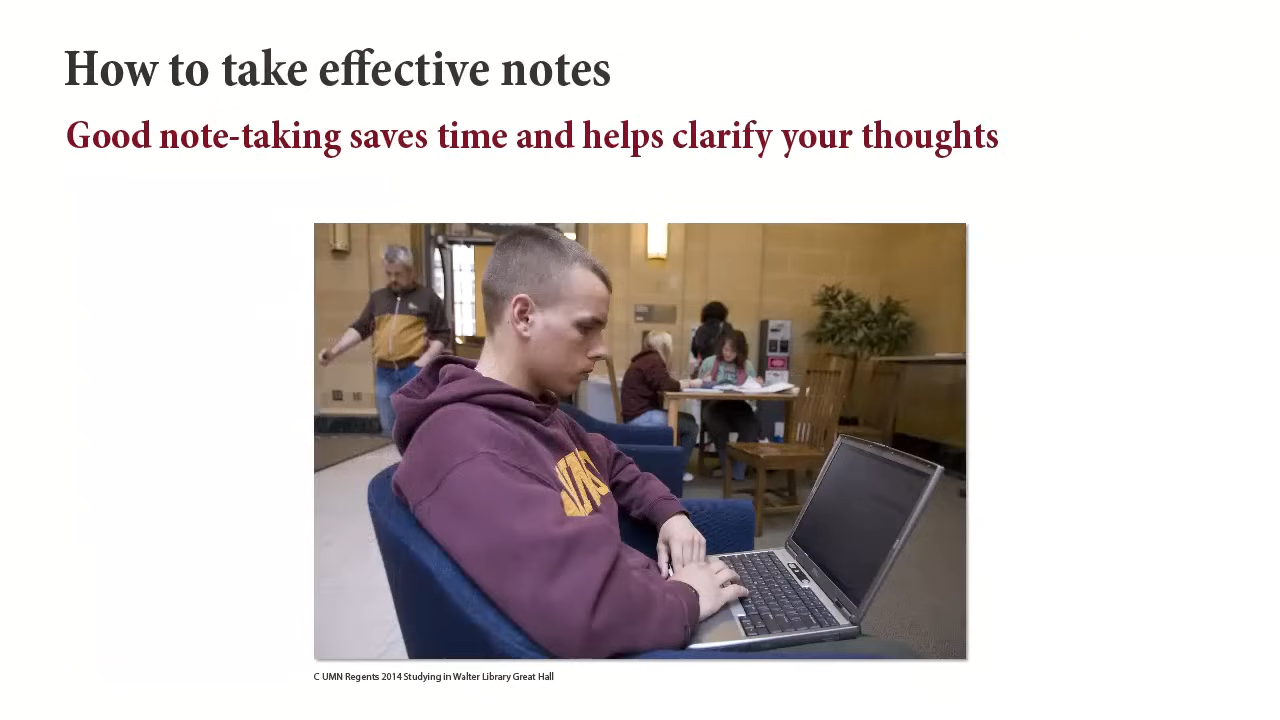 How to take effective notes
Good note-taking saves time and helps clarify your thoughts
C UMN Regents 2014 Studying in Walter Library Great Hall